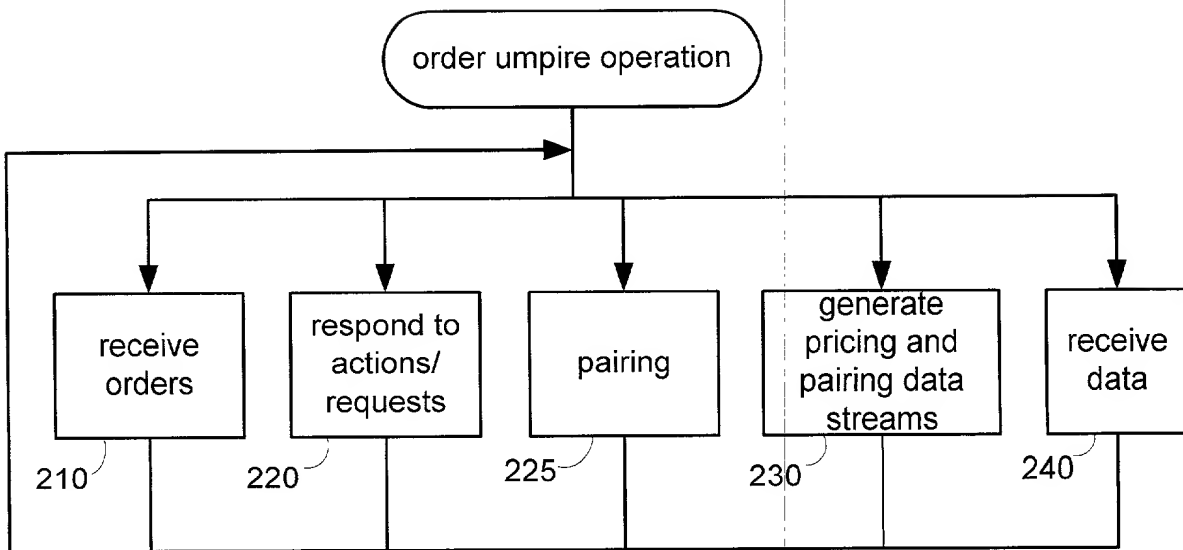 order umpire operation
receive
orders
respond to
actions/
requests
pairing
generate
pricing and
pairing data
streams
receive
data
210
220
225
230
240